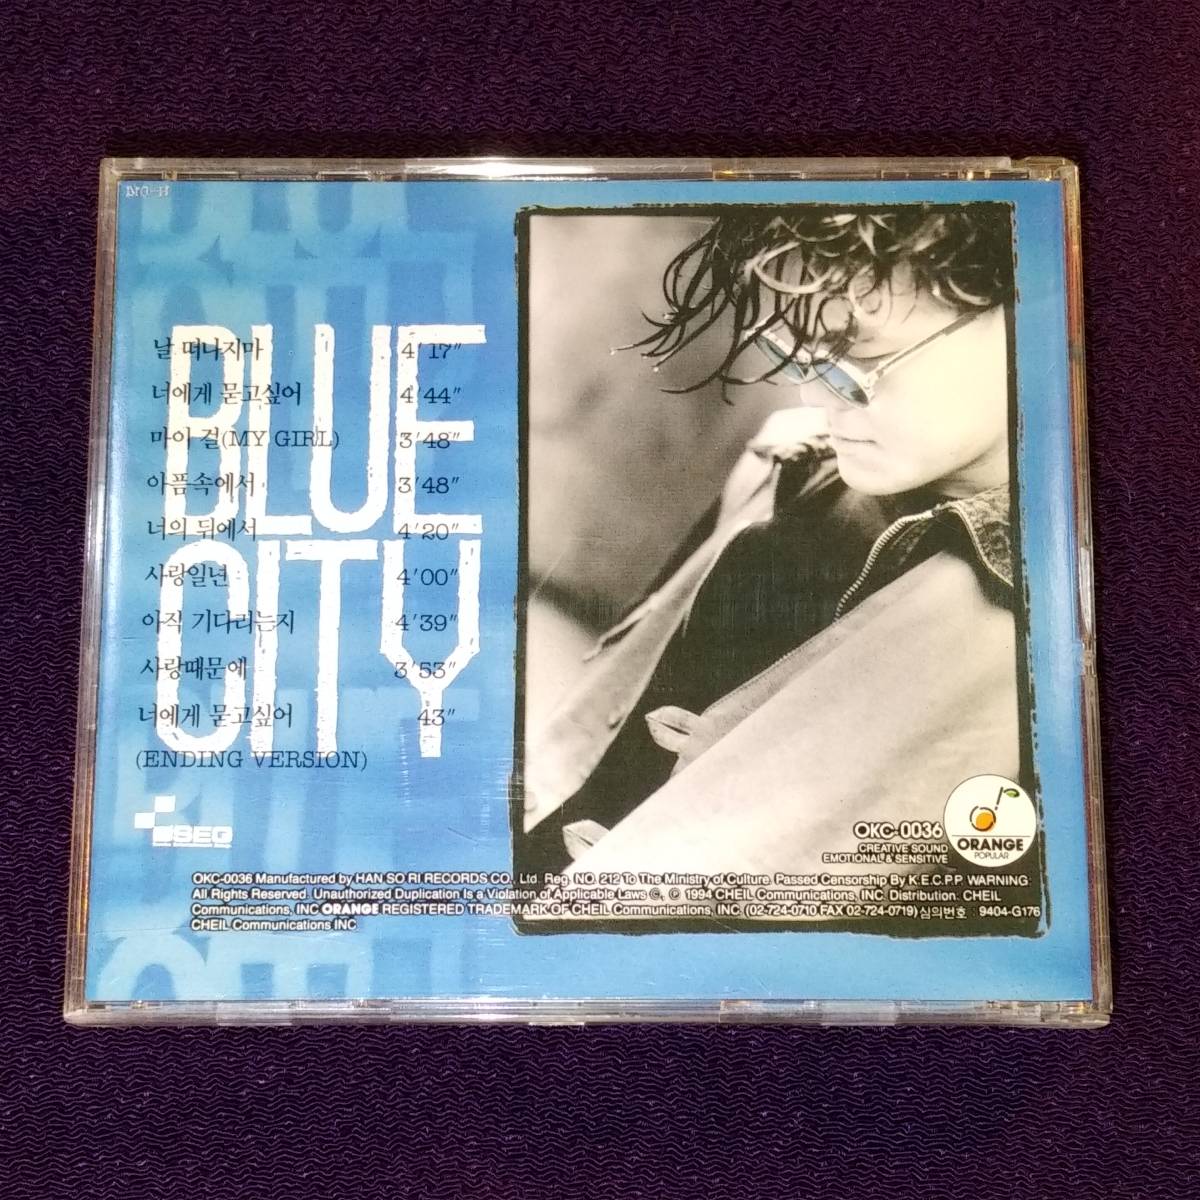 BLUE
CITY
날 떠나지마 4'17"
너에게 묻고싶어 4'44"
마이 걸(MY GIRL) 3'48"
아픔속에서 3'48"
너의 뒤에서 4'20"
사랑일년 4'00"
아직 기다리는지 4'39"
사랑때문에 3'53"
너에게 묻고싶어 43"
(ENDING VERSION)
SEQ
OKC-0036
CREATIVE SOUND
EMOTIONAL & SENSITIVE
ORANGE
POPULAR
OKC-0036 Manufactured by HAN SO RI RECORDS CO., Ltd. Reg. NO. 212 To The Ministry of Culture. Passed Censorship By K.E.C.P.P. WARNING:
All Rights Reserved. Unauthorized Duplication Is a Violation of Applicable Laws ©, ℗ 1994 CHEIL Communications, INC. Distribution: CHEIL
Communications, INC ORANGE REGISTERED TRADEMARK OF CHEIL Communications, INC. (02-724-0710 FAX 02-724-0719) 심의번호 : 9404-G176
CHEIL Communications INC